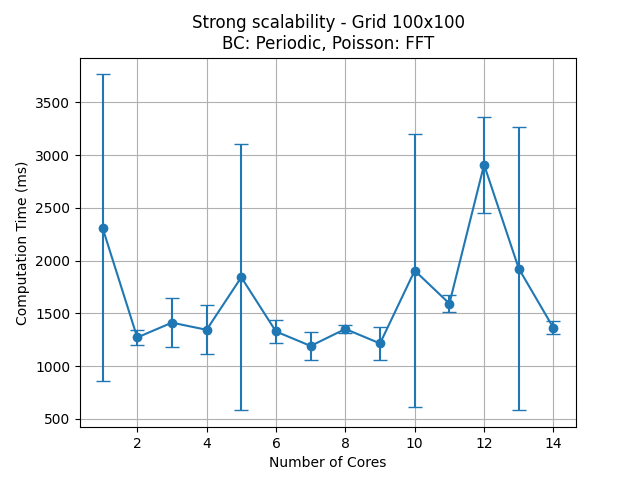 Strong scalability - Grid 100x100
BC: Periodic, Poisson: FFT
Computation Time (ms)
3500
3000
2500
2000
1500
1000
500
2 4 6 8 10 12 14
Number of Cores